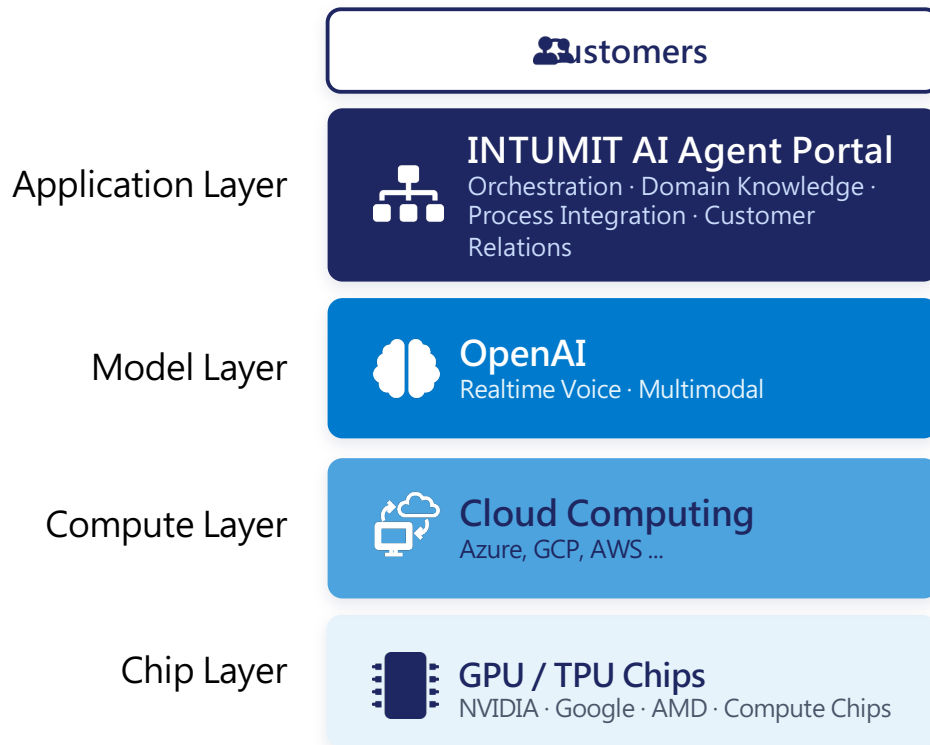 Customers
Application Layer
INTUMIT AI Agent Portal
Orchestration · Domain Knowledge ·
Process Integration · Customer
Relations
Model Layer
OpenAI
Realtime Voice · Multimodal
Compute Layer
Cloud Computing
Azure, GCP, AWS ...
Chip Layer
GPU / TPU Chips
NVIDIA · Google · AMD · Compute Chips